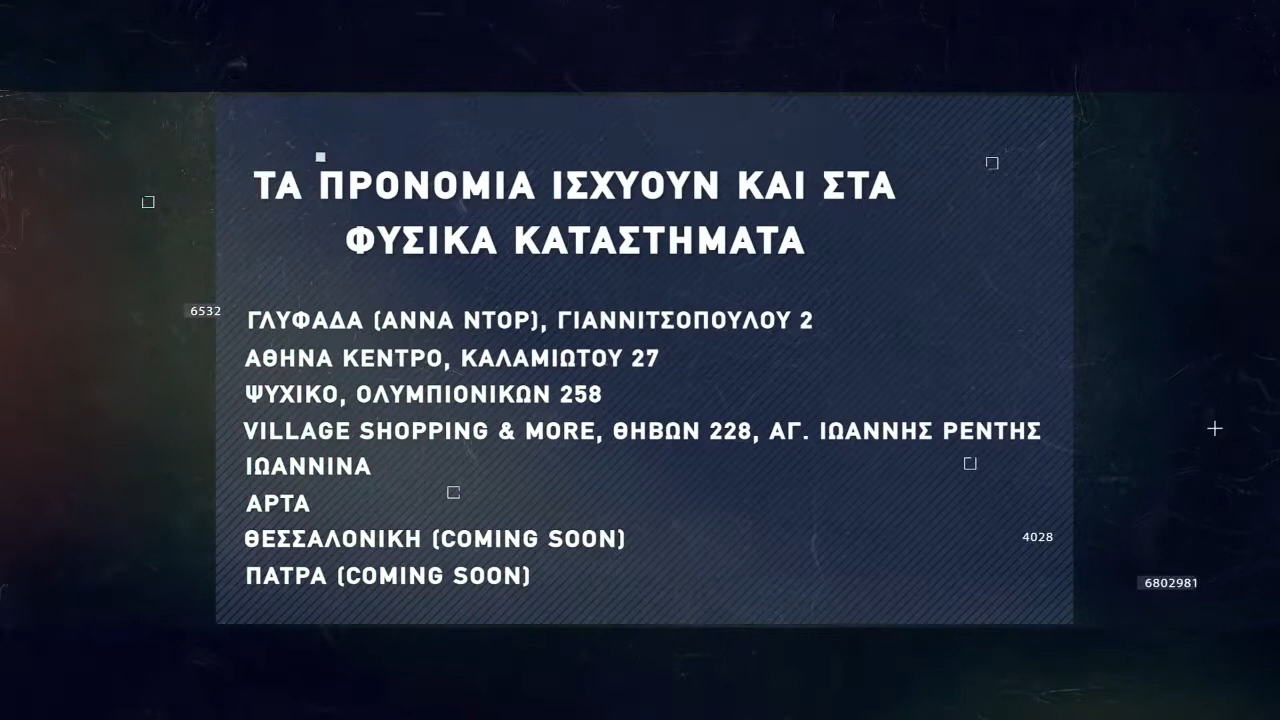 ΤΑ ΠΡΟΝΟΜΙΑ ΙΣΧΥΟΥΝ ΚΑΙ ΣΤΑ
ΦΥΣΙΚΑ ΚΑΤΑΣΤΗΜΑΤΑ
6532
ΓΛΥΦΑΔΑ (ΑΝΝΑ ΝΤΟΡ), ΓΙΑΝΝΙΤΣΟΠΟΥΛΟΥ 2
ΑΘΗΝΑ ΚΕΝΤΡΟ, ΚΑΛΑΜΙΩΤΟΥ 27
ΨΥΧΙΚΟ, ΟΛΥΜΠΙΟΝΙΚΩΝ 258
VILLAGE SHOPPING & MORE, ΘΗΒΩΝ 228, ΑΓ. ΙΩΑΝΝΗΣ ΡΕΝΤΗΣ
ΙΩΑΝΝΙΝΑ
ΑΡΤΑ
ΘΕΣΣΑΛΟΝΙΚΗ (COMING SOON)
4028
ΠΑΤΡΑ (COMING SOON)
6802981